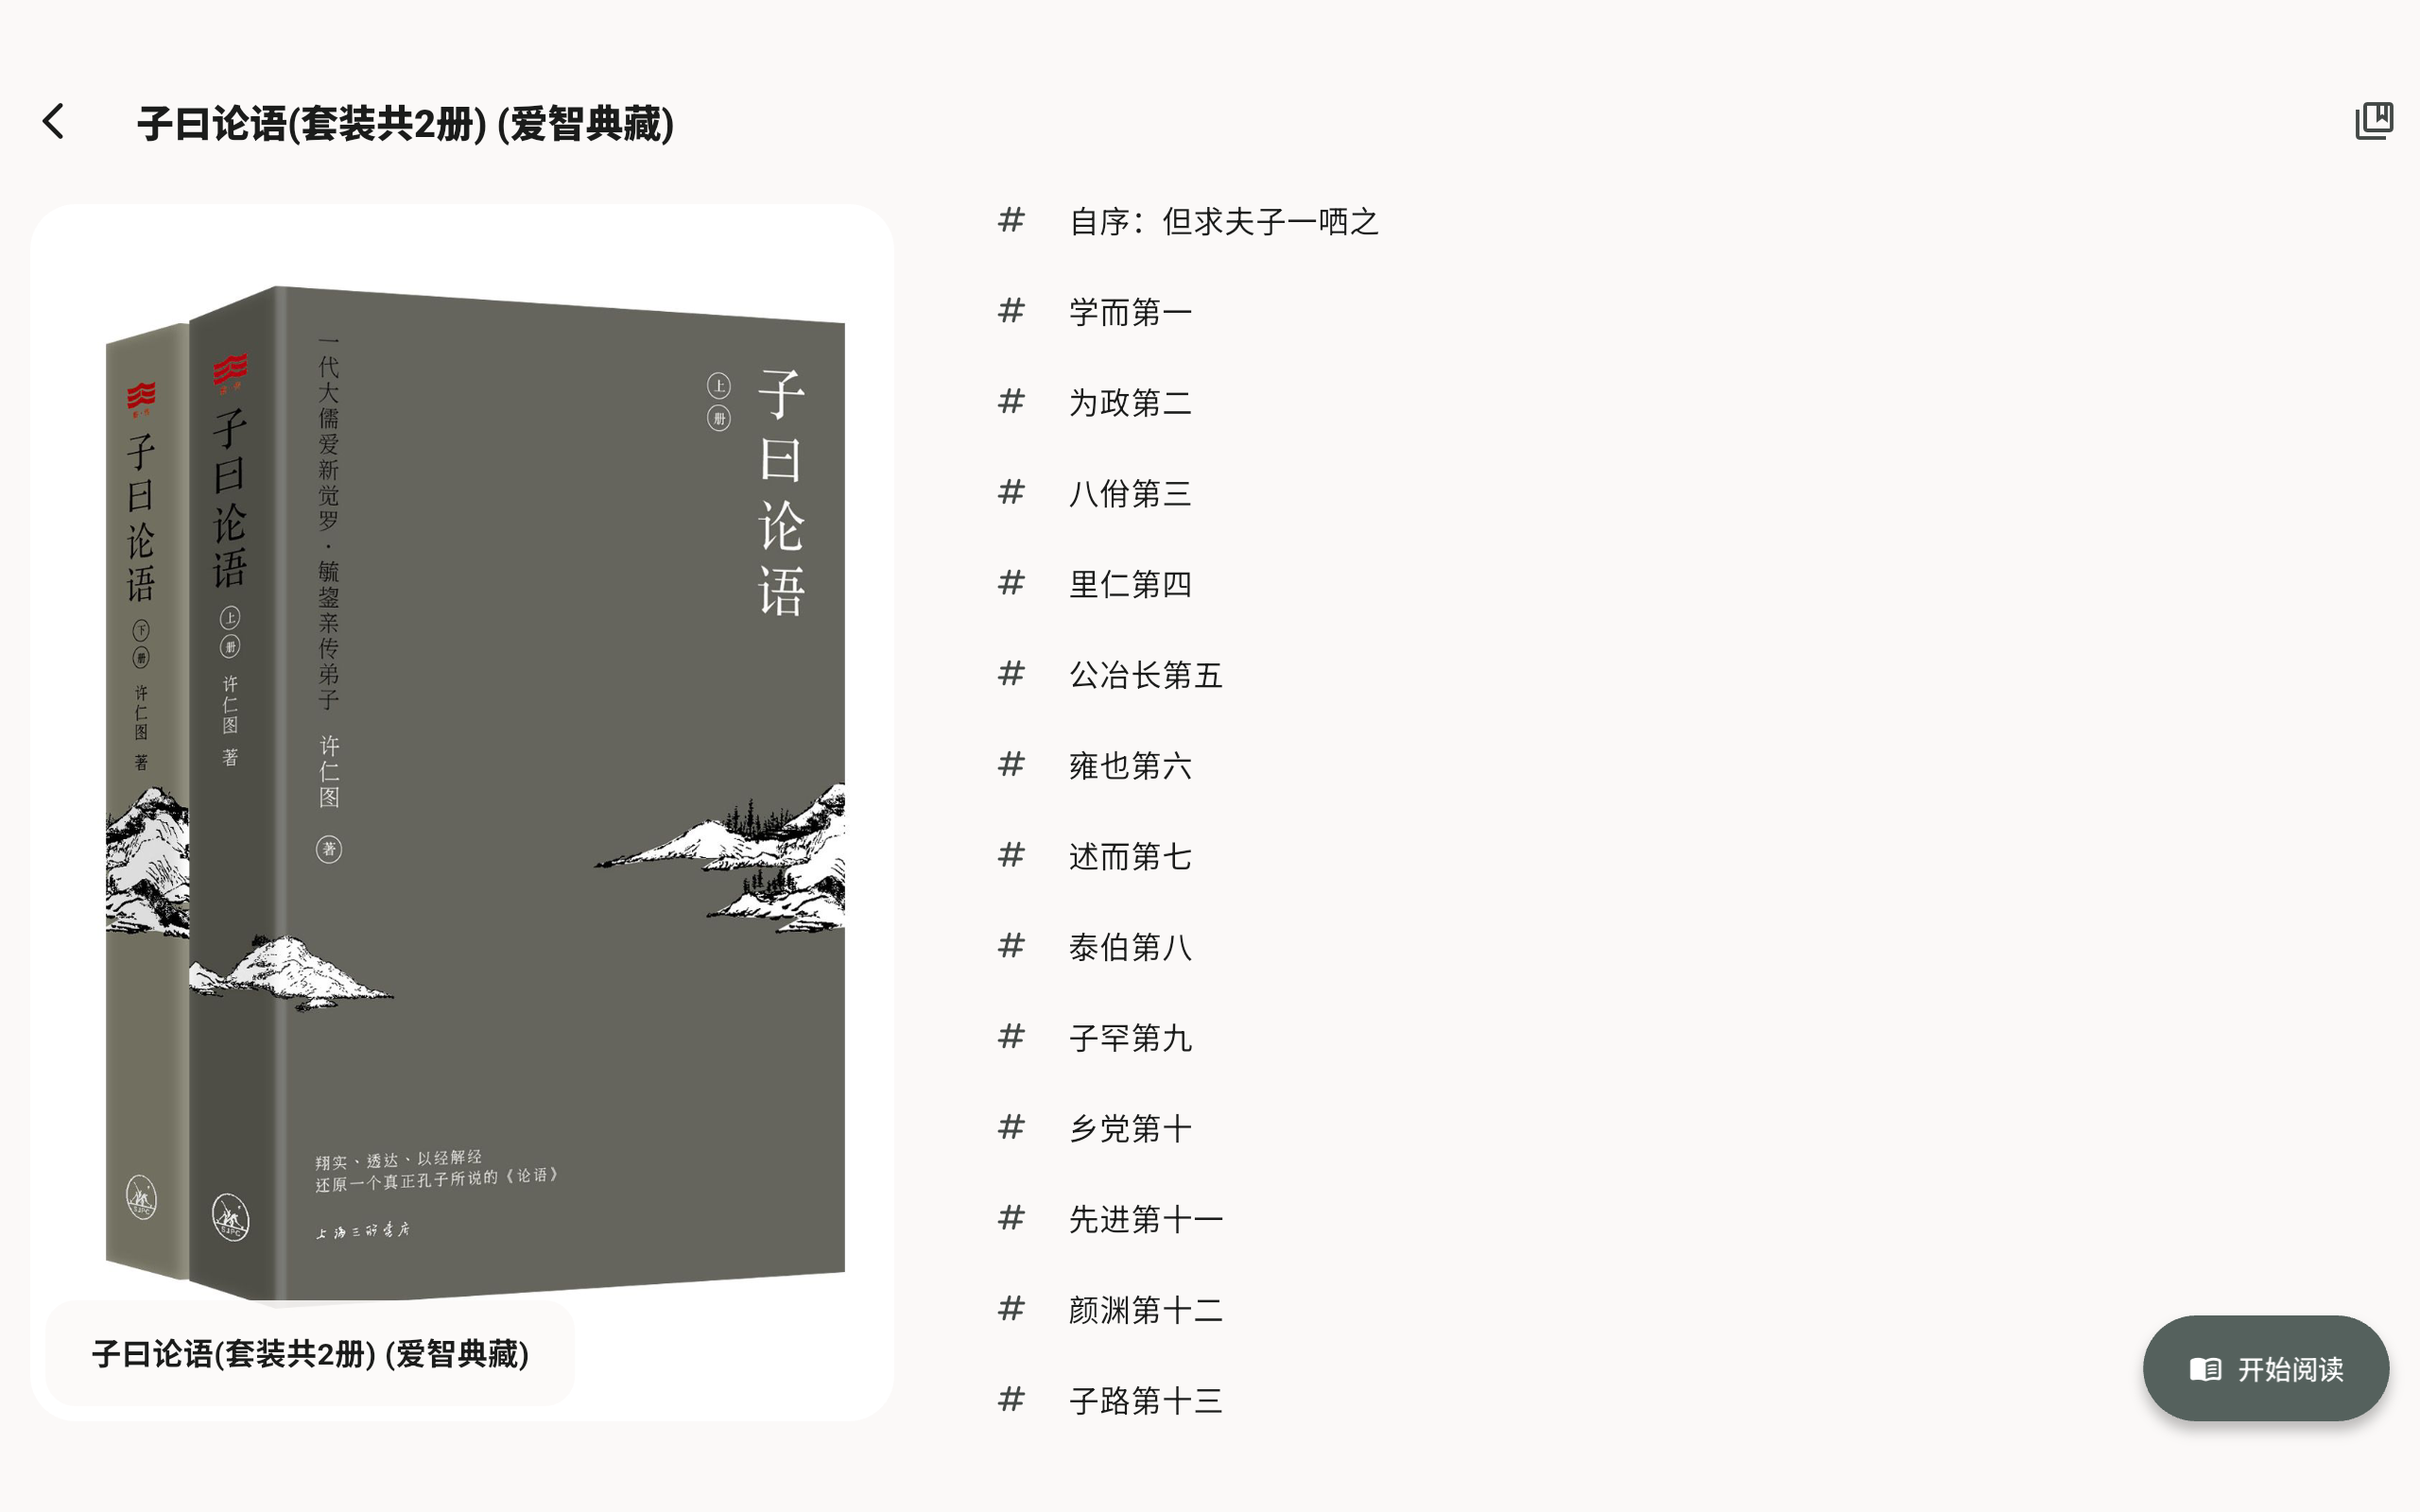 子曰论语(套装共2册) (爱智典藏)
子曰论语
下册
许仁图 著
子曰论语
上册
许仁图 著
一代大儒爱新觉罗·毓鋆亲传弟子 许仁图 著
子曰论语
上册
翔实、透达、以经解经
还原一个真正孔子所说的《论语》
上海三联书店
子曰论语(套装共2册) (爱智典藏)
# 自序：但求夫子一哂之
# 学而第一
# 为政第二
# 八佾第三
# 里仁第四
# 公冶长第五
# 雍也第六
# 述而第七
# 泰伯第八
# 子罕第九
# 乡党第十
# 先进第十一
# 颜渊第十二
# 子路第十三
开始阅读